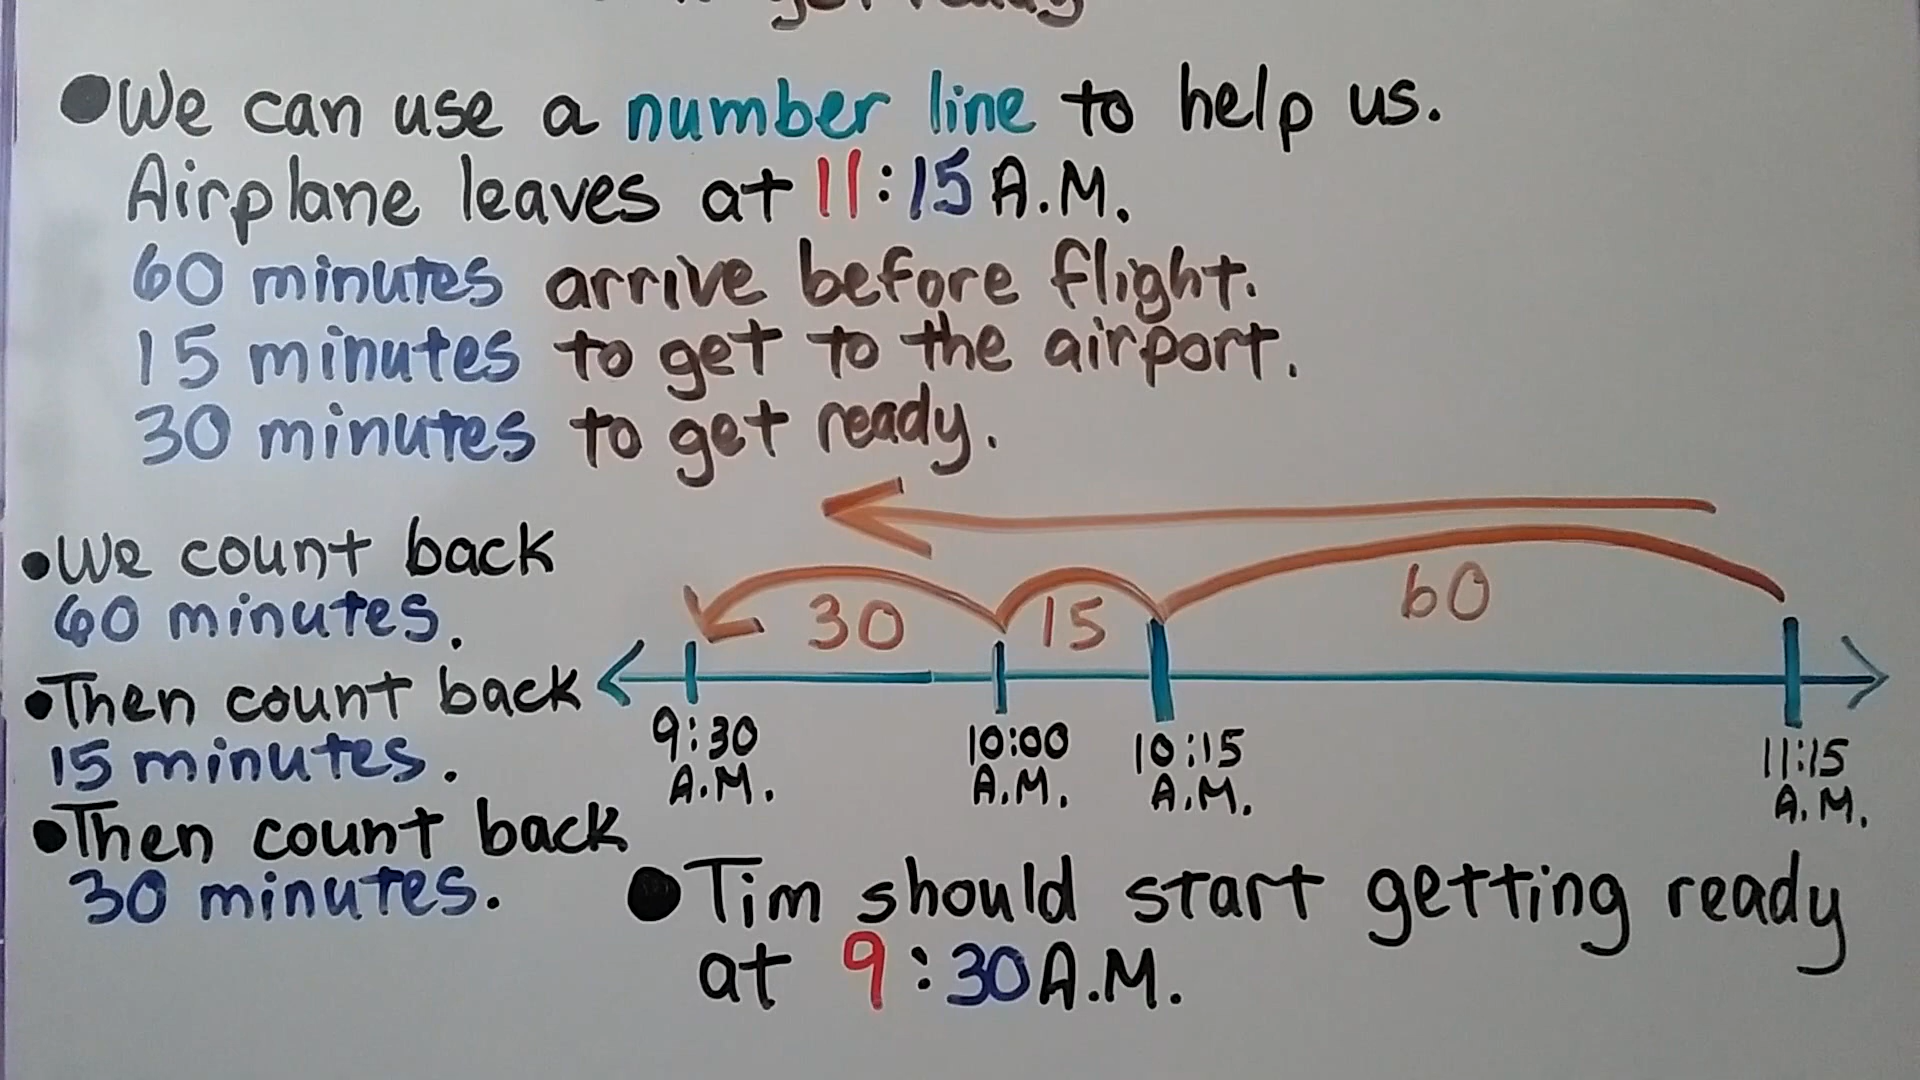 get ready
We can use a number line to help us.
Airplane leaves at 11:15 A.M.
60 minutes arrive before flight.
15 minutes to get to the airport.
30 minutes to get ready.
We count back
60 minutes.
Then count back
15 minutes.
Then count back
30 minutes.
30 15 60
9:30 A.M.
10:00 A.M.
10:15 A.M.
11:15 A.M.
Tim should start getting ready
at 9:30 A.M.